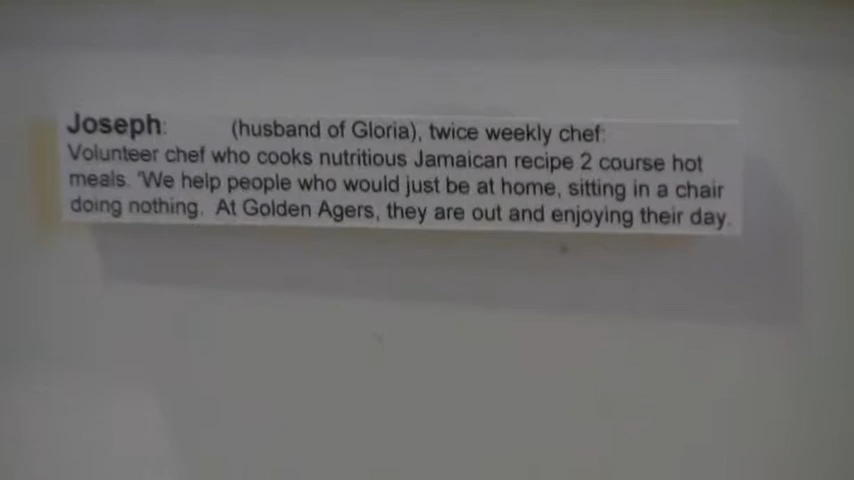 Joseph: (husband of Gloria), twice weekly chef:
Volunteer chef who cooks nutritious Jamaican recipe 2 course hot
meals. 'We help people who would just be at home, sitting in a chair
doing nothing. At Golden Agers, they are out and enjoying their day.